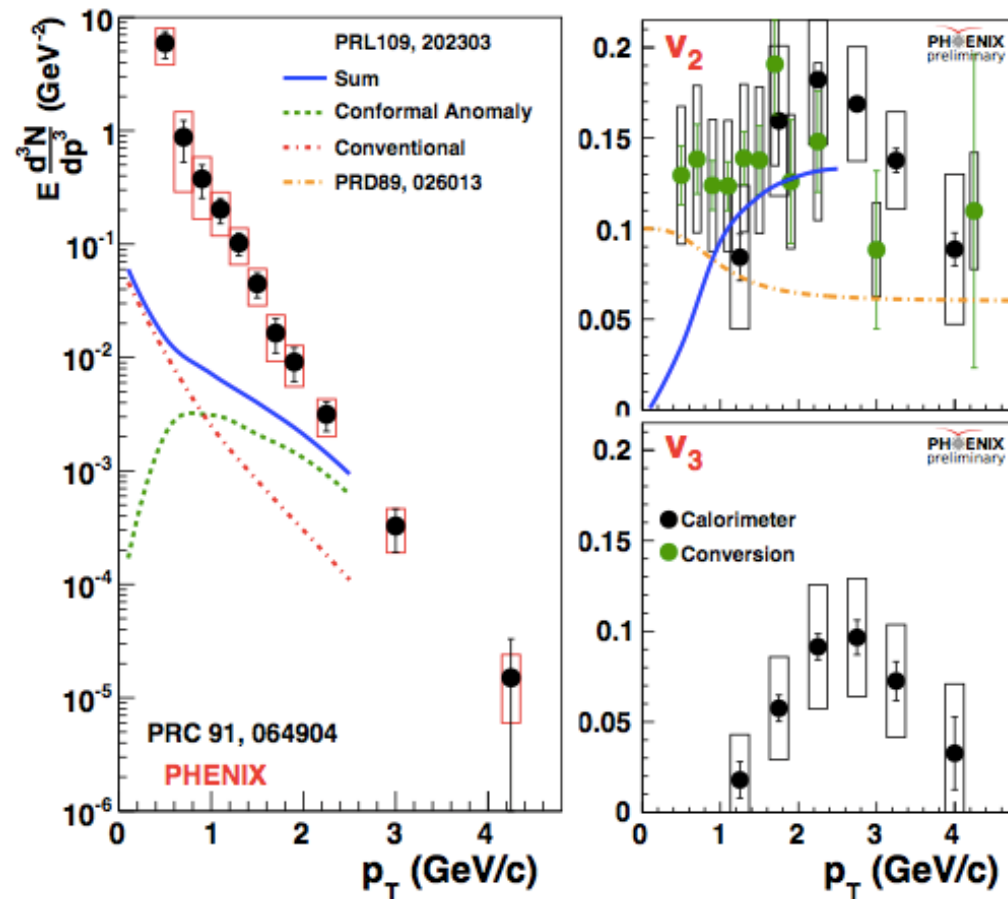 E d³N/dp³ (GeV⁻²)
10
1
10⁻¹
10⁻²
10⁻³
10⁻⁴
10⁻⁵
10⁻⁶
PRL109, 202303
Sum
Conformal Anomaly
Conventional
PRD89, 026013
PRC 91, 064904
PHENIX
0 1 2 3 4
p_T (GeV/c)
v₂
PHENIX
preliminary
0.2
0.15
0.1
0.05
0
v₃
PHENIX
preliminary
Calorimeter
Conversion
0.2
0.15
0.1
0.05
0
0 1 2 3 4
p_T (GeV/c)